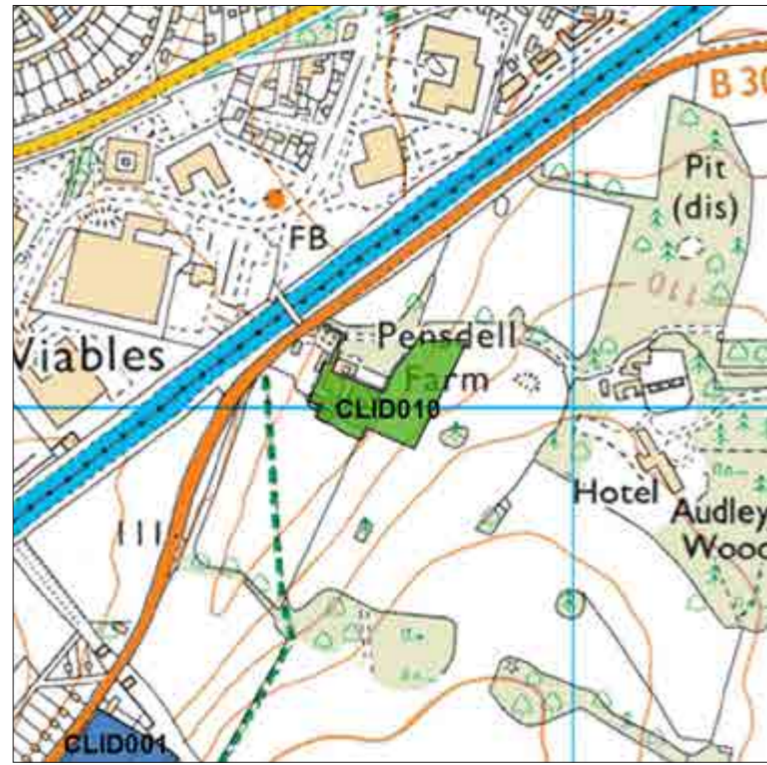 B 30
Pit
(dis)
FB
110
Viables
Pensdell
Farm
CLID010
Hotel
Audley
Wood
111
CLID001